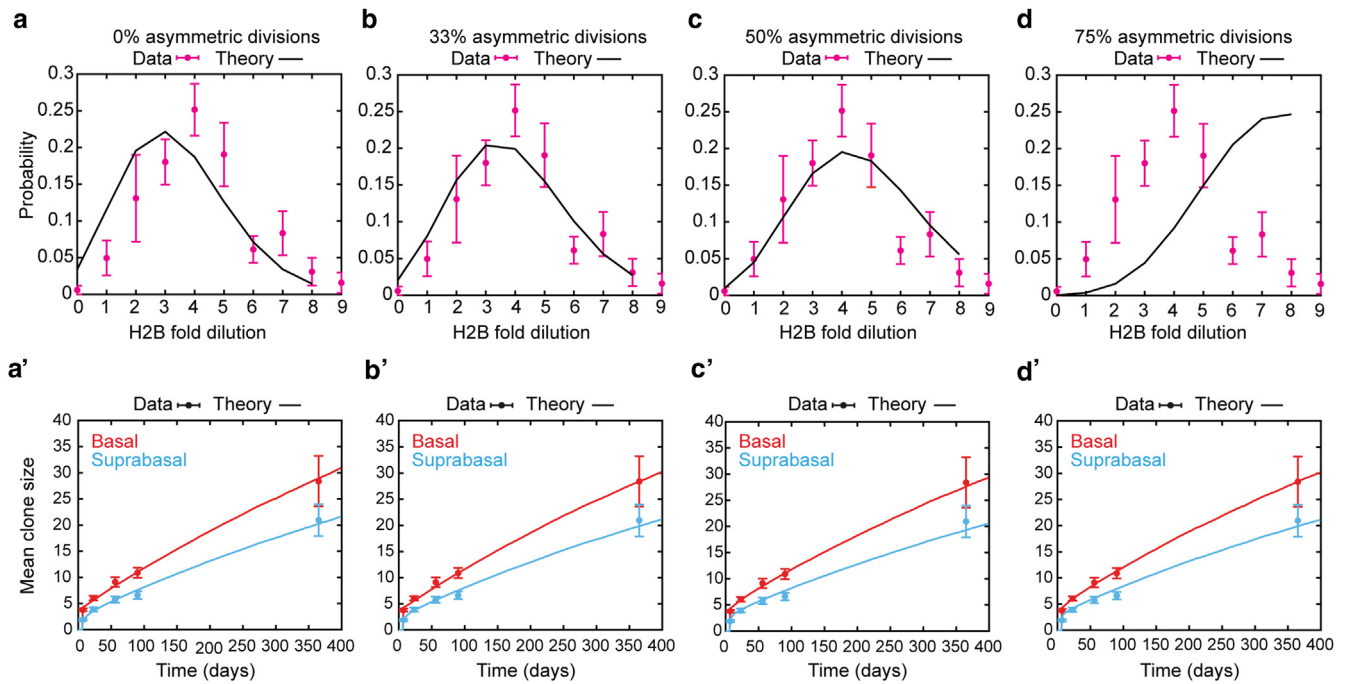 a
0% asymmetric divisions
Data Theory
0.3
0.25
0.2
0.15
0.1
0.05
0
Probability
0 1 2 3 4 5 6 7 8 9
H2B fold dilution
b
33% asymmetric divisions
Data Theory
0.3
0.25
0.2
0.15
0.1
0.05
0
0 1 2 3 4 5 6 7 8 9
H2B fold dilution
c
50% asymmetric divisions
Data Theory
0.3
0.25
0.2
0.15
0.1
0.05
0
0 1 2 3 4 5 6 7 8 9
H2B fold dilution
d
75% asymmetric divisions
Data Theory
0.3
0.25
0.2
0.15
0.1
0.05
0
0 1 2 3 4 5 6 7 8 9
H2B fold dilution
a’
Data Theory
40
35
30
25
20
15
10
5
0
Mean clone size
Basal
Suprabasal
0 50 100 150 200 250 300 350 400
Time (days)
b’
Data Theory
40
35
30
25
20
15
10
5
0
Basal
Suprabasal
0 50 100 150 200 250 300 350 400
Time (days)
c’
Data Theory
40
35
30
25
20
15
10
5
0
Basal
Suprabasal
0 50 100 150 200 250 300 350 400
Time (days)
d’
Data Theory
40
35
30
25
20
15
10
5
0
Basal
Suprabasal
0 50 100 150 200 250 300 350 400
Time (days)